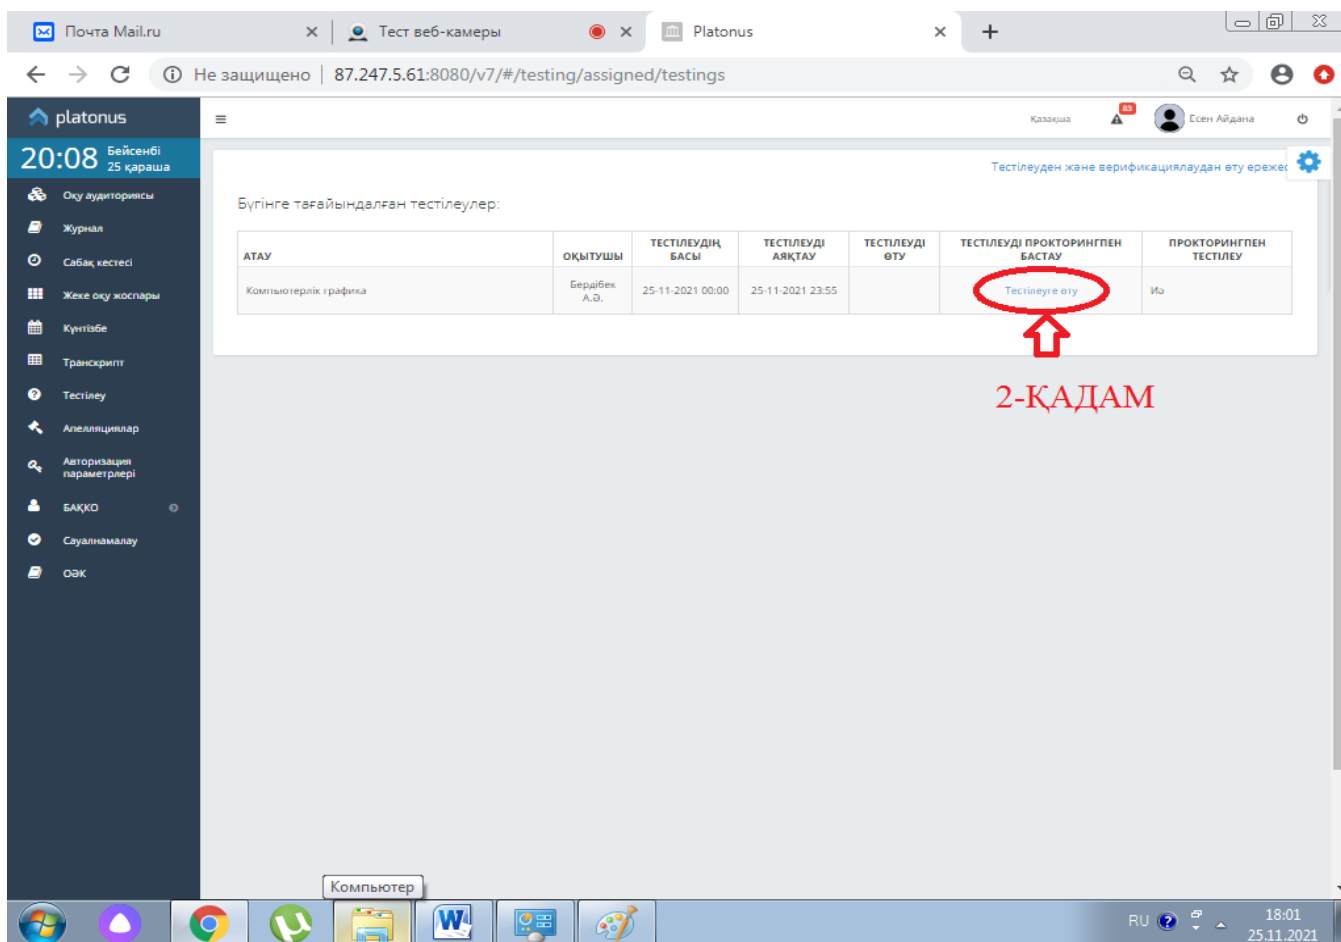 Почта Mail.ru
Тест веб-камеры
Platonus
Не защищено | 87.247.5.61:8080/v7/#/testing/assigned/testings
platonus
Қазақша
83
Есен Айдана
20:08 Бейсенбі
25 қараша
Тестілеуден және верификациялаудан өту ережес
Оқу аудиториясы
Журнал
Сабақ кестесі
Жеке оқу жоспары
Күнтізбе
Транскрипт
Тестілеу
Апелляциялар
Авторизация
параметрлері
БАҚКО
Сауалнамалау
ОӘК
Бүгінге тағайындалған тестілеулер:
АТАУ
ОҚЫТУШЫ
ТЕСТІЛЕУДІҢ
БАСЫ
ТЕСТІЛЕУДІ
АЯҚТАУ
ТЕСТІЛЕУДІ
ӨТУ
ТЕСТІЛЕУДІ ПРОКТОРИНГПЕН
БАСТАУ
ПРОКТОРИНГПЕН
ТЕСТІЛЕУ
Компьютерлік графика
Бердібек
А.Ә.
25-11-2021 00:00
25-11-2021 23:55
Тестілеуге өту
Иә
2-ҚАДАМ
Компьютер
RU
18:01
25.11.2021